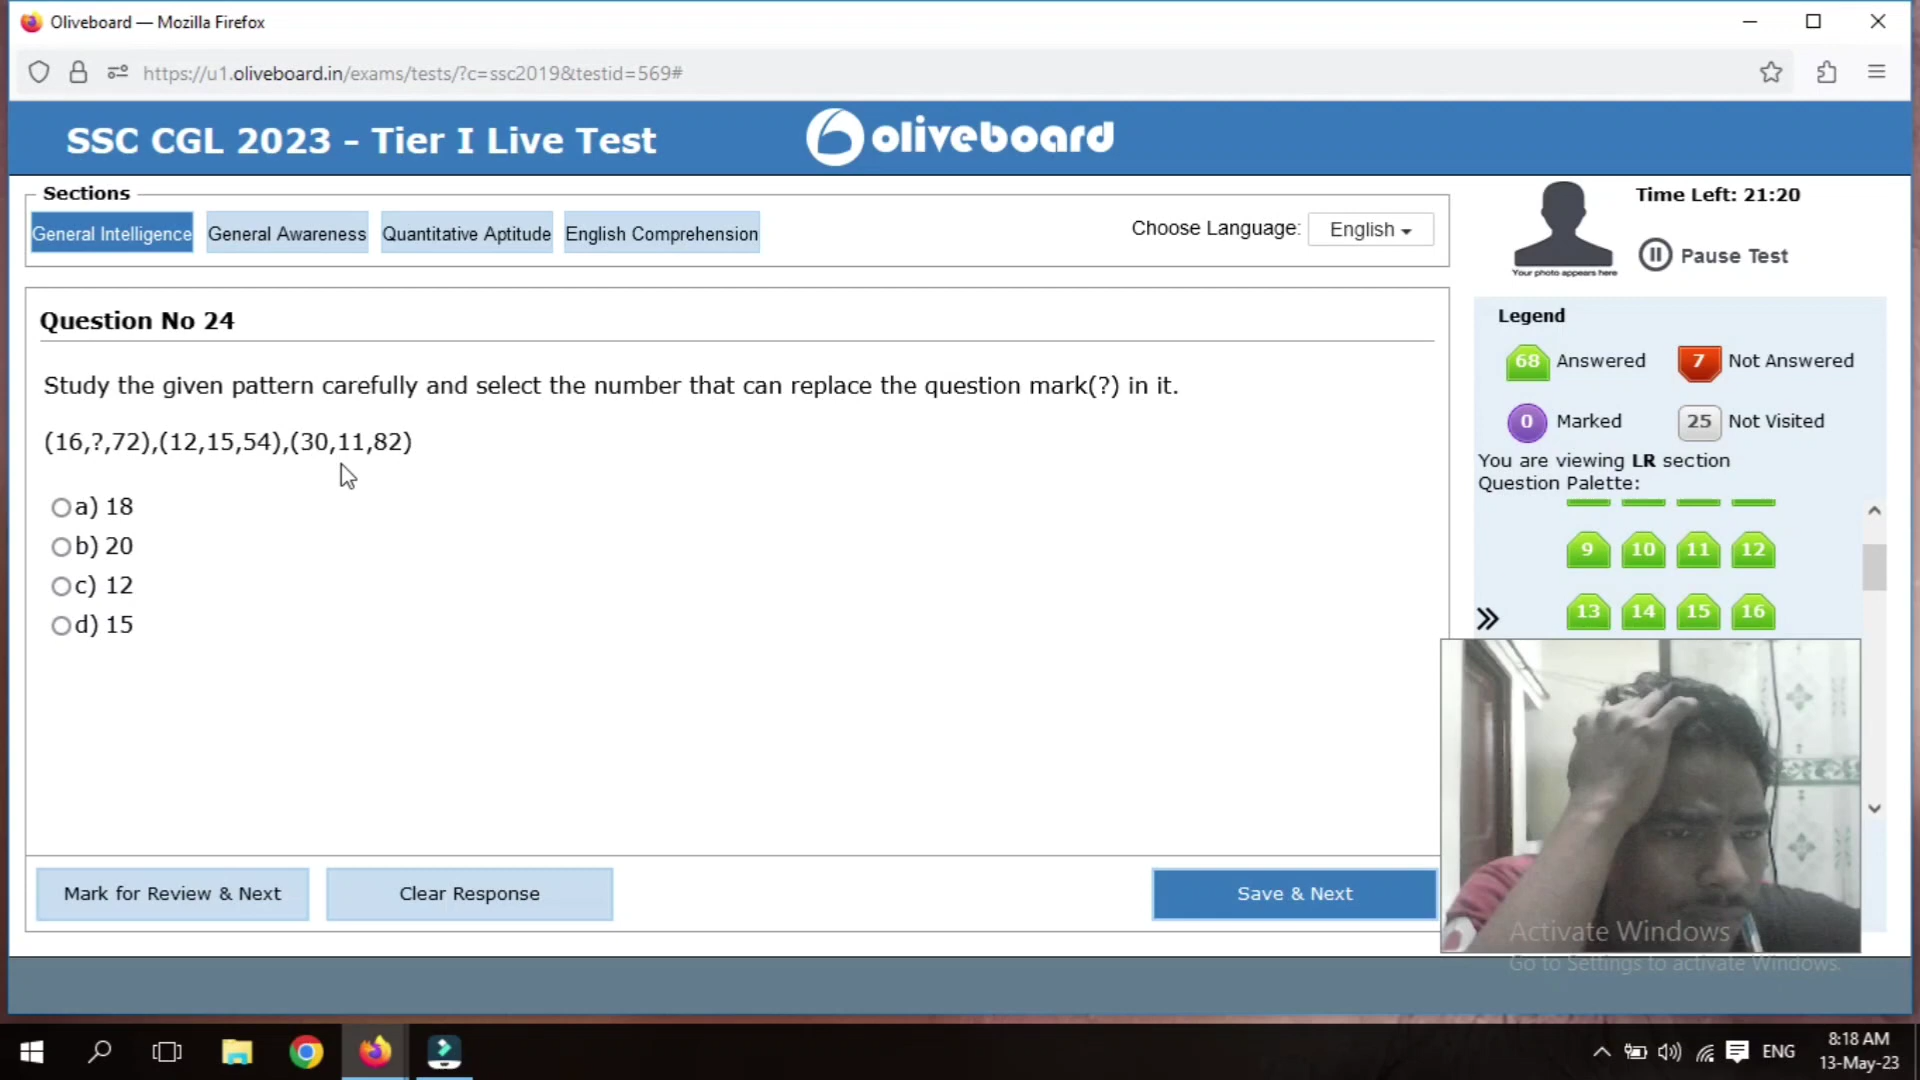 Oliveboard — Mozilla Firefox
https://u1.oliveboard.in/exams/tests/?c=ssc2019&testid=569#
SSC CGL 2023 - Tier I Live Test
oliveboard
Sections
General Intelligence General Awareness Quantitative Aptitude English Comprehension
Choose Language: English
Your photo appears here
Time Left: 21:20
Pause Test
Question No 24
Study the given pattern carefully and select the number that can replace the question mark(?) in it.
(16,?,72),(12,15,54),(30,11,82)
a) 18
b) 20
c) 12
d) 15
Legend
68 Answered 7 Not Answered
0 Marked 25 Not Visited
You are viewing LR section
Question Palette:
9 10 11 12
13 14 15 16
Mark for Review & Next Clear Response Save & Next
Activate Windows
Go to Settings to activate Windows.
ENG
8:18 AM
13-May-23